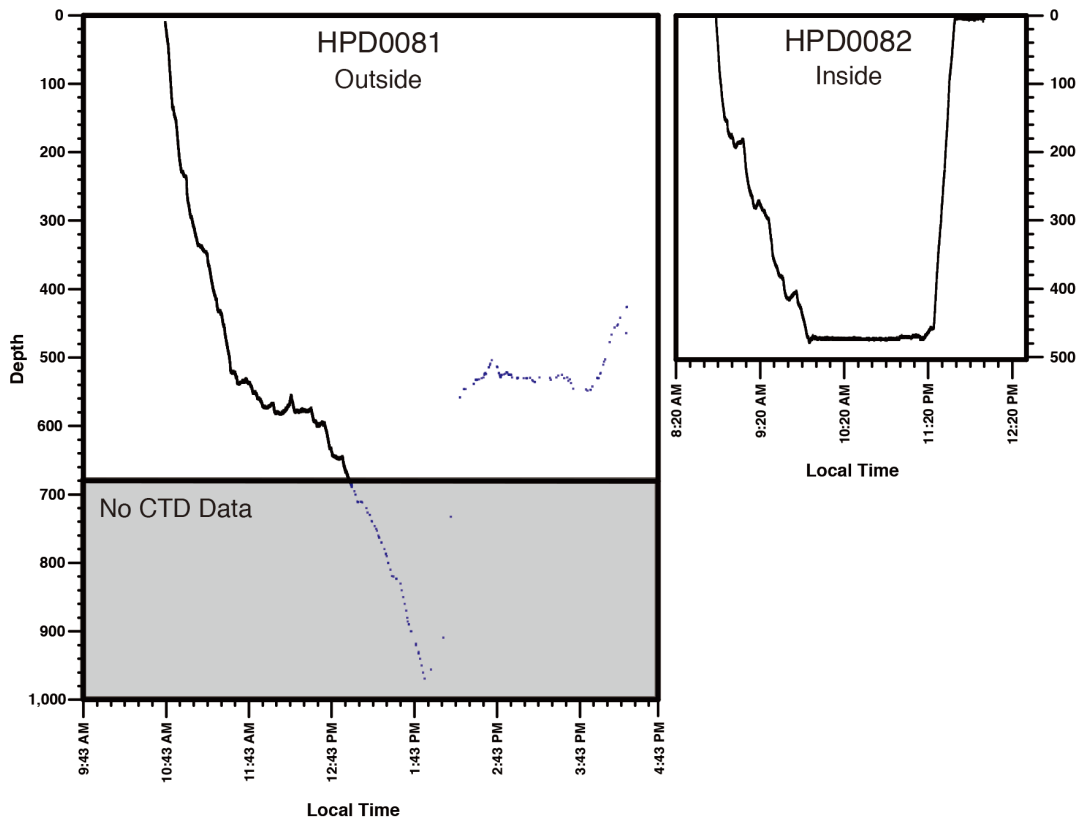 HPD0081
Outside
0
100
200
300
400
500
600
700
800
900
1,000
Depth
No CTD Data
9:43 AM
10:43 AM
11:43 AM
12:43 PM
1:43 PM
2:43 PM
3:43 PM
4:43 PM
Local Time
HPD0082
Inside
0
100
200
300
400
500
8:20 AM
9:20 AM
10:20 AM
11:20 PM
12:20 PM
Local Time